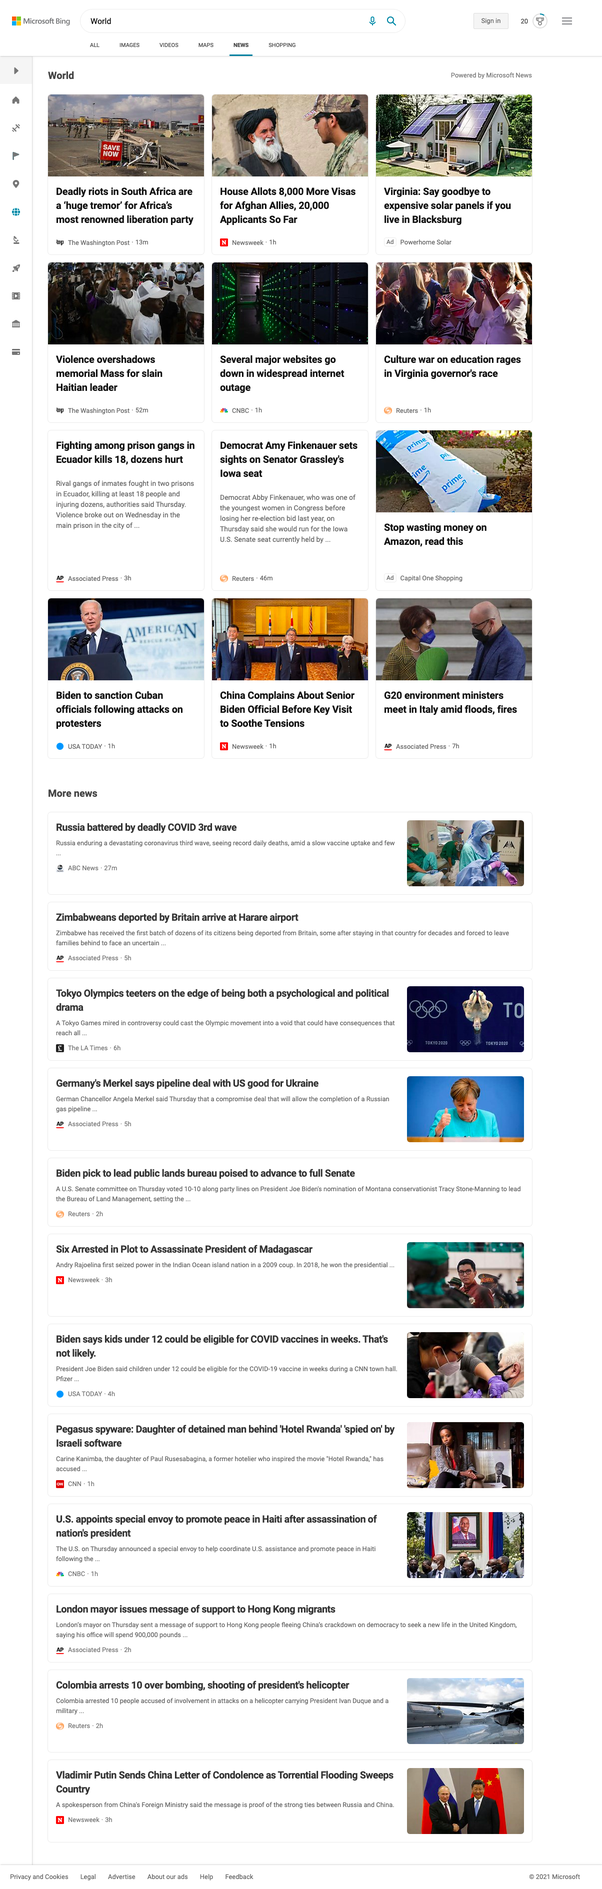 Microsoft Bing
World
Sign in
20
ALL
IMAGES
VIDEOS
MAPS
NEWS
SHOPPING
World
Powered by Microsoft News
SAVE
NOW
Deadly riots in South Africa are
a 'huge tremor' for Africa's
most renowned liberation party
wp The Washington Post · 13m
House Allots 8,000 More Visas
for Afghan Allies, 20,000
Applicants So Far
N Newsweek · 1h
Virginia: Say goodbye to
expensive solar panels if you
live in Blacksburg
Ad Powerhome Solar
Violence overshadows
memorial Mass for slain
Haitian leader
wp The Washington Post · 52m
Several major websites go
down in widespread internet
outage
CNBC · 1h
Culture war on education rages
in Virginia governor's race
Reuters · 1h
Fighting among prison gangs in
Ecuador kills 18, dozens hurt
Rival gangs of inmates fought in two prisons
in Ecuador, killing at least 18 people and
injuring dozens, authorities said Thursday.
Violence broke out on Wednesday in the
main prison in the city of ...
AP Associated Press · 3h
Democrat Amy Finkenauer sets
sights on Senator Grassley's
Iowa seat
Democrat Abby Finkenauer, who was one of
the youngest women in Congress before
losing her re-election bid last year, on
Thursday said she would run for the Iowa
U.S. Senate seat currently held by ...
Reuters · 46m
prime
prime
prime
Stop wasting money on
Amazon, read this
Ad Capital One Shopping
AMERICAN
Biden to sanction Cuban
officials following attacks on
protesters
USA TODAY · 1h
China Complains About Senior
Biden Official Before Key Visit
to Soothe Tensions
N Newsweek · 1h
G20 environment ministers
meet in Italy amid floods, fires
AP Associated Press · 7h
More news
Russia battered by deadly COVID 3rd wave
Russia enduring a devastating coronavirus third wave, seeing record daily deaths, amid a slow vaccine uptake and few
...
ABC News · 27m
Zimbabweans deported by Britain arrive at Harare airport
Zimbabwe has received the first batch of dozens of its citizens being deported from Britain, some after staying in that country for decades and forced to leave
families behind to face an uncertain ...
AP Associated Press · 5h
Tokyo Olympics teeters on the edge of being both a psychological and political
drama
A Tokyo Games mired in controversy could cast the Olympic movement into a void that could have consequences that
reach all ...
The LA Times · 6h
TO
TOKYO 2020
TOKYO 2020
Germany's Merkel says pipeline deal with US good for Ukraine
German Chancellor Angela Merkel said Thursday that a compromise deal that will allow the completion of a Russian
gas pipeline ...
AP Associated Press · 5h
Biden pick to lead public lands bureau poised to advance to full Senate
A U.S. Senate committee on Thursday voted 10-10 along party lines on President Joe Biden's nomination of Montana conservationist Tracy Stone-Manning to lead
the Bureau of Land Management, setting the ...
Reuters · 2h
Six Arrested in Plot to Assassinate President of Madagascar
Andry Rajoelina first seized power in the Indian Ocean island nation in a 2009 coup. In 2018, he won the presidential ...
N Newsweek · 3h
Biden says kids under 12 could be eligible for COVID vaccines in weeks. That's
not likely.
President Joe Biden said children under 12 could be eligible for the COVID-19 vaccine in weeks during a CNN town hall.
Pfizer ...
USA TODAY · 4h
Pegasus spyware: Daughter of detained man behind 'Hotel Rwanda' 'spied on' by
Israeli software
Carine Kanimba, the daughter of Paul Rusesabagina, a former hotelier who inspired the movie "Hotel Rwanda," has
accused ...
CNN CNN · 1h
U.S. appoints special envoy to promote peace in Haiti after assassination of
nation's president
The U.S. on Thursday announced a special envoy to help coordinate U.S. assistance and promote peace in Haiti
following the ...
CNBC · 1h
London mayor issues message of support to Hong Kong migrants
London's mayor on Thursday sent a message of support to Hong Kong people fleeing China's crackdown on democracy to seek a new life in the United Kingdom,
saying his office will spend 900,000 pounds ...
AP Associated Press · 2h
Colombia arrests 10 over bombing, shooting of president's helicopter
Colombia arrested 10 people accused of involvement in attacks on a helicopter carrying President Ivan Duque and a
military ...
Reuters · 2h
Vladimir Putin Sends China Letter of Condolence as Torrential Flooding Sweeps
Country
A spokesperson from China's Foreign Ministry said the message is proof of the strong ties between Russia and China.
N Newsweek · 3h
Privacy and Cookies
Legal
Advertise
About our ads
Help
Feedback
© 2021 Microsoft